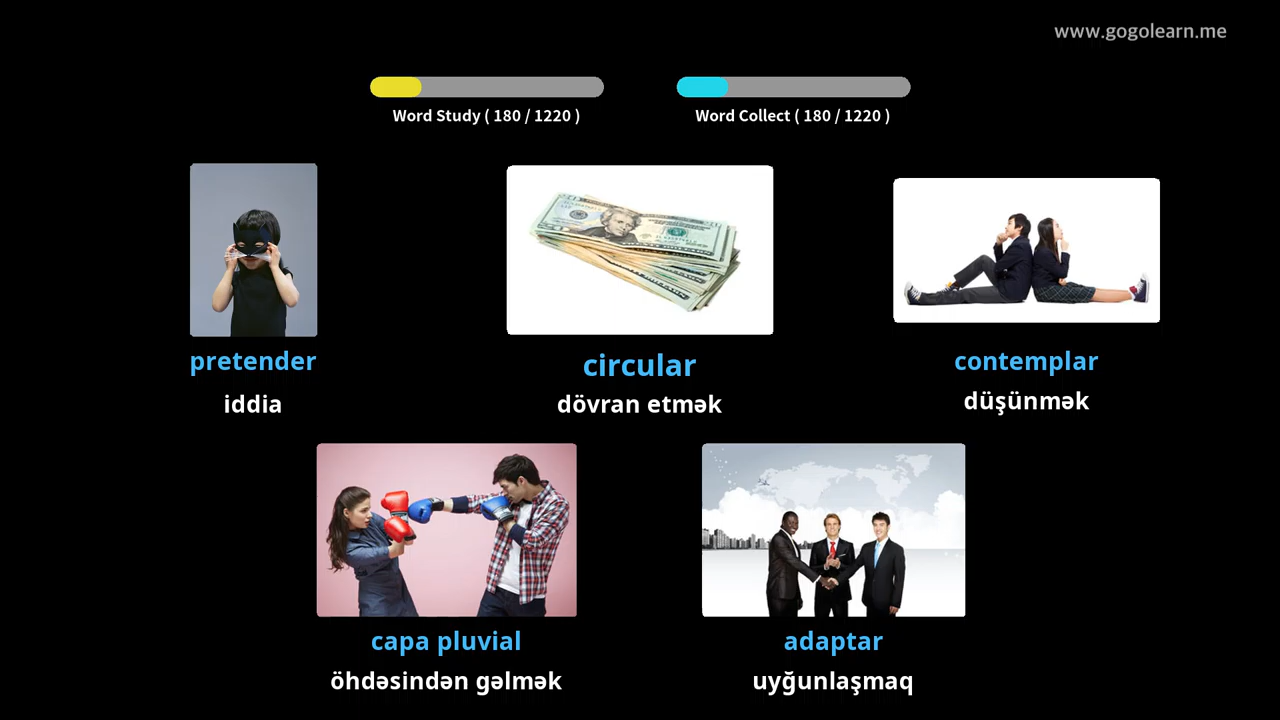 www.gogolearn.me
Word Study ( 180 / 1220 )
Word Collect ( 180 / 1220 )
pretender
iddia
circular
dövran etmək
contemplar
düşünmək
capa pluvial
öhdəsindən gəlmək
adaptar
uyğunlaşmaq